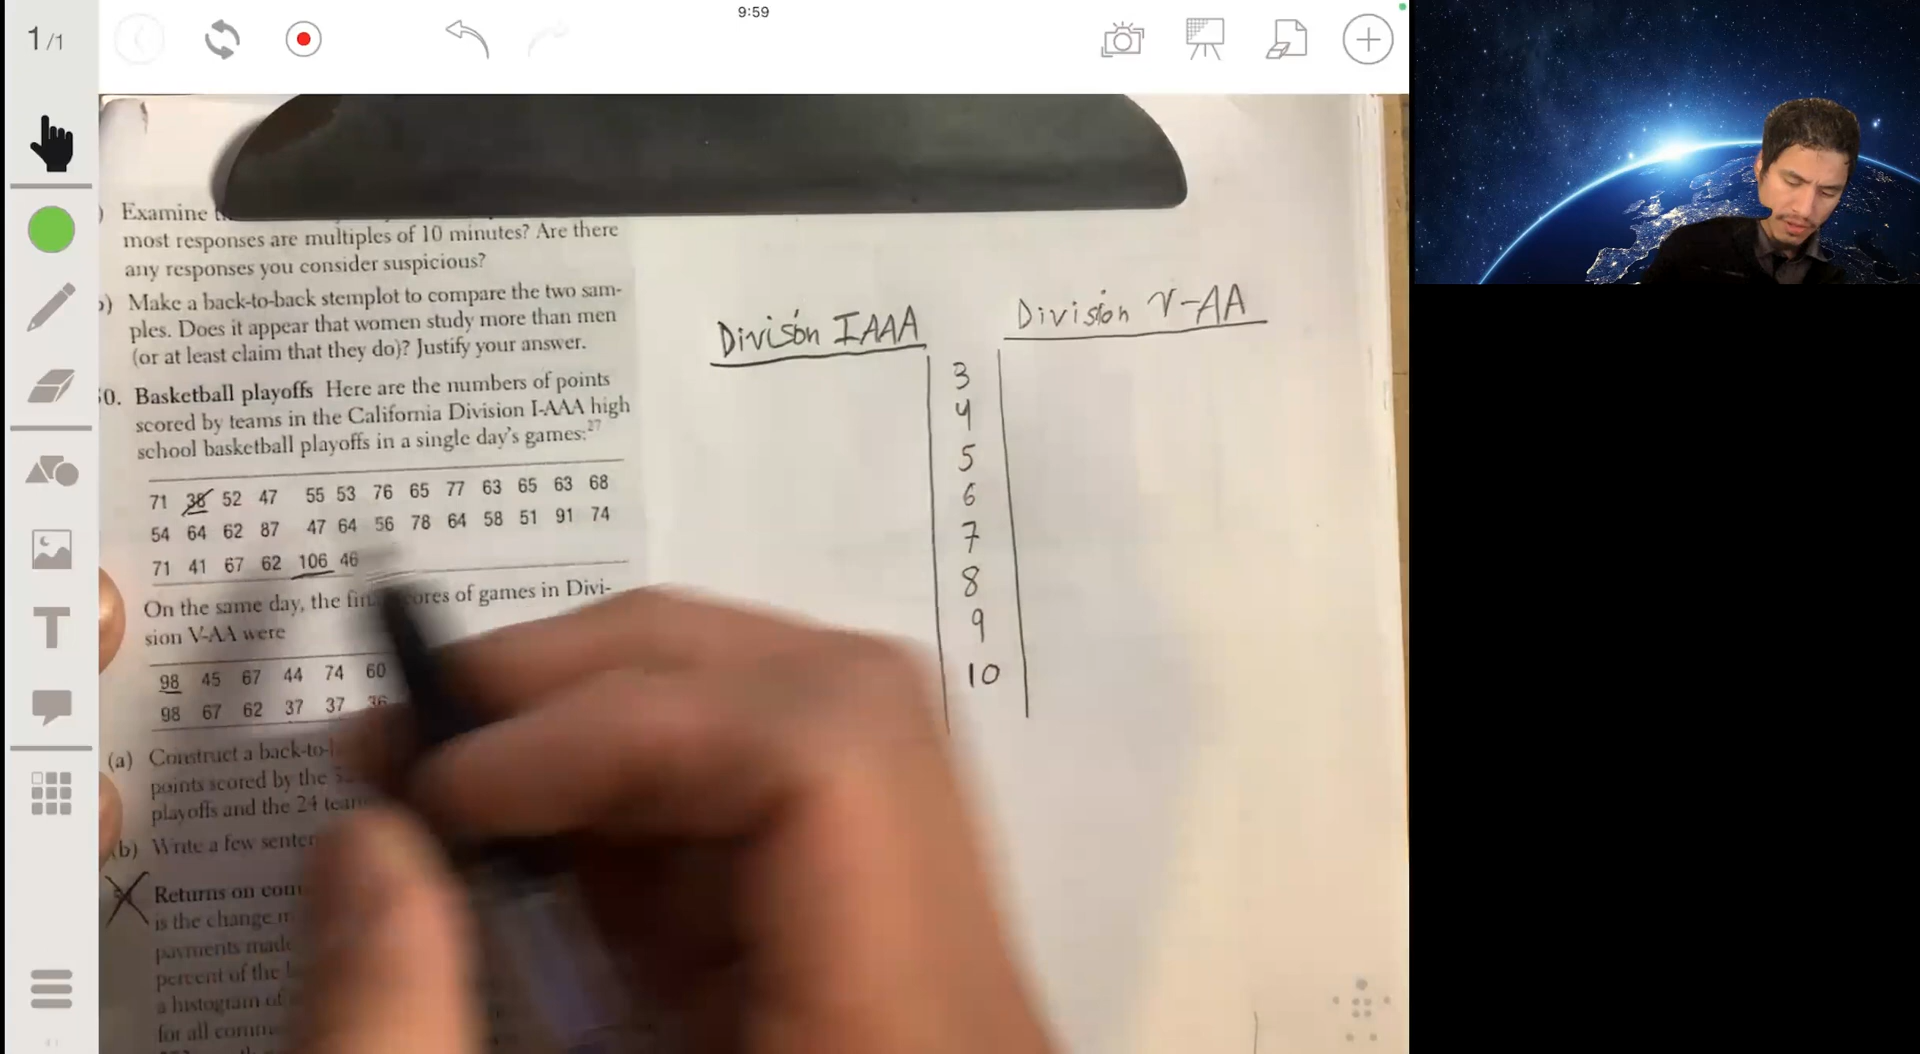 9:59
1/1
) Examine
most responses are multiples of 10 minutes? Are there
any responses you consider suspicious?
) Make a back-to-back stemplot to compare the two sam-
ples. Does it appear that women study more than men
(or at least claim that they do)? Justify your answer.
0. Basketball playoffs Here are the numbers of points
scored by teams in the California Division I-AAA high
school basketball playoffs in a single day's games:27
71 38 52 47 55 53 76 65 77 63 65 63 68
54 64 62 87 47 64 56 78 64 58 51 91 74
71 41 67 62 106 46
On the same day, the final scores of games in Divi-
sion V-AA were
98 45 67 44 74 60
98 67 62 37 37 36
(a) Construct a back-to-
points scored by the
playoffs and the 24
(b) Write a few
Returns on
is the change
payments made
percent of the
a histogram of
for all
Divisón IAAA
Division V-AA
3
4
5
6
7
8
9
10
T